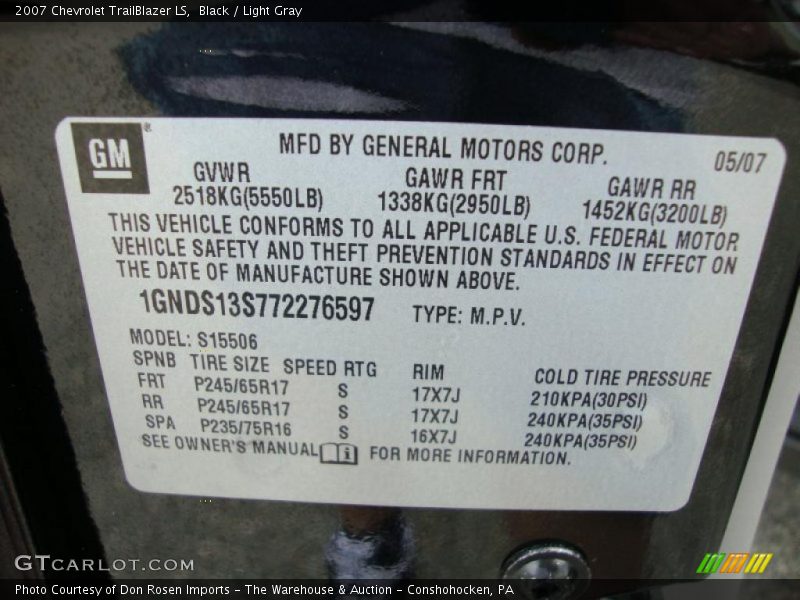 2007 Chevrolet TrailBlazer LS,  Black / Light Gray
GM®
MFD BY GENERAL MOTORS CORP.
05/07
GVWR GAWR FRT GAWR RR
2518KG(5550LB) 1338KG(2950LB) 1452KG(3200LB)
THIS VEHICLE CONFORMS TO ALL APPLICABLE U.S. FEDERAL MOTOR
VEHICLE SAFETY AND THEFT PREVENTION STANDARDS IN EFFECT ON
THE DATE OF MANUFACTURE SHOWN ABOVE.
1GNDS13S772276597 TYPE: M.P.V.
MODEL: S15506
SPNB TIRE SIZE SPEED RTG RIM COLD TIRE PRESSURE
FRT P245/65R17 S 17X7J 210KPA(30PSI)
RR P245/65R17 S 17X7J 240KPA(35PSI)
SPA P235/75R16 S 16X7J 240KPA(35PSI)
SEE OWNER'S MANUAL i FOR MORE INFORMATION.
GTCARLOT.COM
Photo Courtesy of Don Rosen Imports – The Warehouse & Auction – Conshohocken, PA